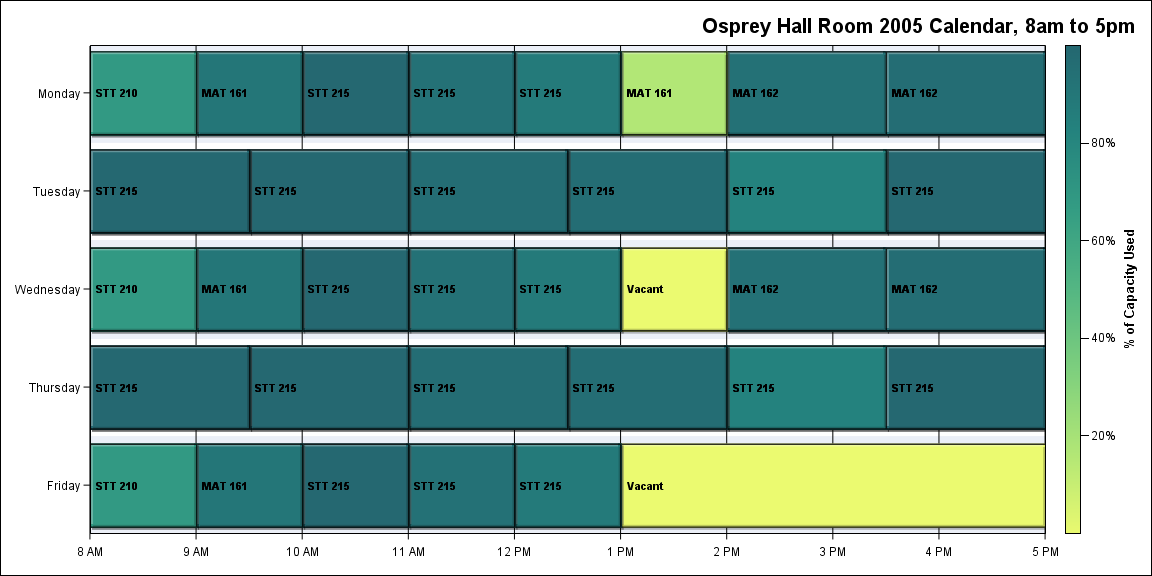 Osprey Hall Room 2005 Calendar, 8am to 5pm
Monday
STT 210
MAT 161
STT 215
STT 215
STT 215
MAT 161
MAT 162
MAT 162
Tuesday
STT 215
STT 215
STT 215
STT 215
STT 215
STT 215
Wednesday
STT 210
MAT 161
STT 215
STT 215
STT 215
Vacant
MAT 162
MAT 162
Thursday
STT 215
STT 215
STT 215
STT 215
STT 215
STT 215
Friday
STT 210
MAT 161
STT 215
STT 215
STT 215
Vacant
8 AM
9 AM
10 AM
11 AM
12 PM
1 PM
2 PM
3 PM
4 PM
5 PM
80%
60%
40%
20%
% of Capacity Used